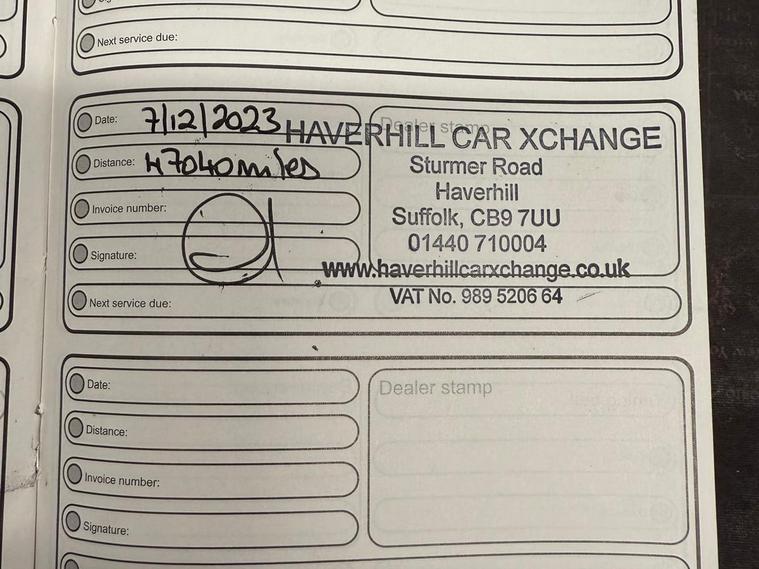 Next service due:
Date: 7/12/2023
Distance: 47040 miles
Invoice number:
Signature:
Next service due:
Dealer stamp
HAVERHILL CAR XCHANGE
Sturmer Road
Haverhill
Suffolk, CB9 7UU
01440 710004
www.haverhillcarxchange.co.uk
VAT No. 989 5206 64
Date:
Distance:
Invoice number:
Signature:
Dealer stamp